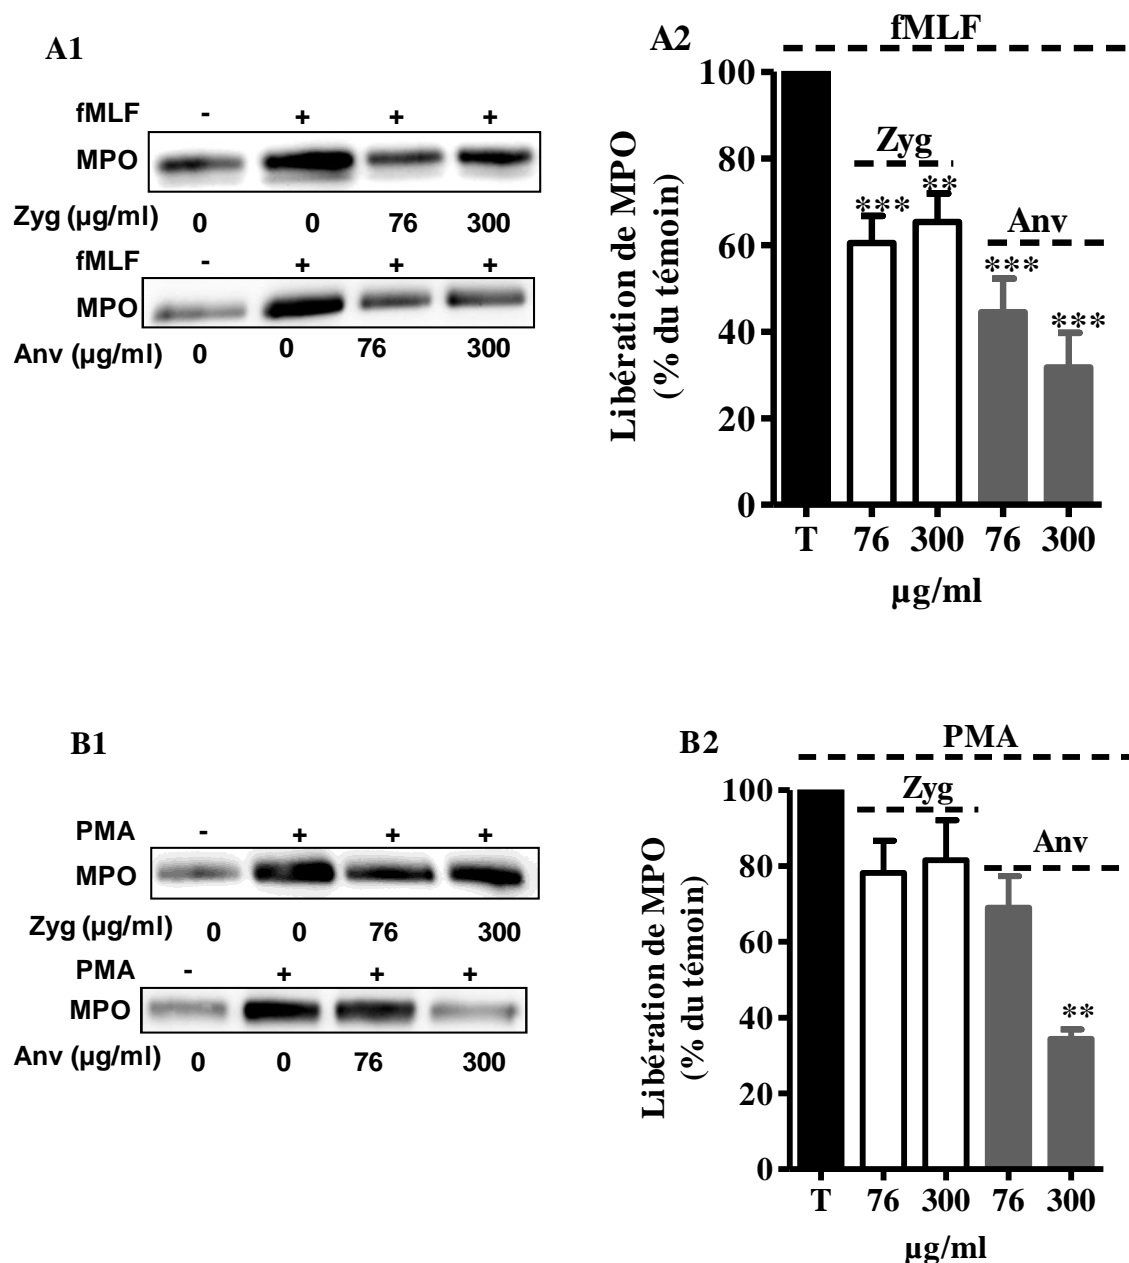 A1
fMLF - + + +
MPO
Zyg (µg/ml) 0 0 76 300
fMLF - + + +
MPO
Anv (µg/ml) 0 0 76 300
A2
fMLF
Libération de MPO
(% du témoin)
100
80
60
40
20
0
Zyg
*** **
Anv
***
***
T 76 300 76 300
µg/ml
B1
PMA - + + +
MPO
Zyg (µg/ml) 0 0 76 300
PMA - + + +
MPO
Anv (µg/ml) 0 0 76 300
B2
PMA
Libération de MPO
(% du témoin)
100
80
60
40
20
0
Zyg
Anv
**
T 76 300 76 300
µg/ml